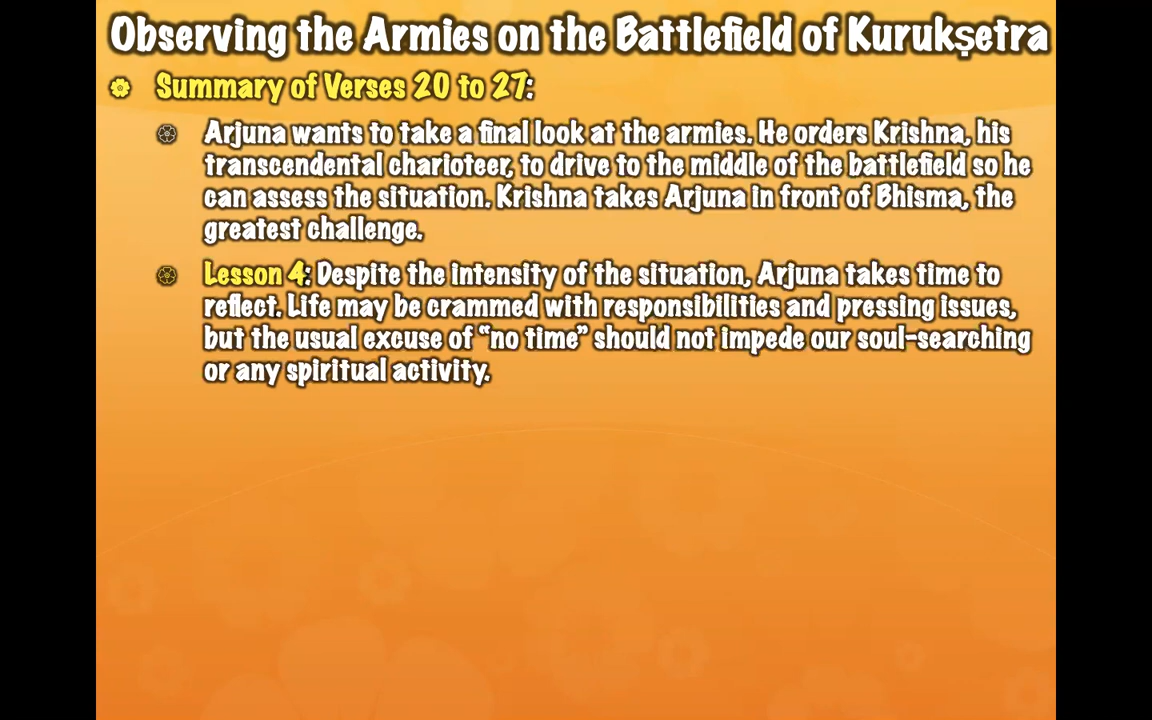 Observing the Armies on the Battlefield of Kurukṣetra
Summary of Verses 20 to 27:
Arjuna wants to take a final look at the armies. He orders Krishna, his
transcendental charioteer, to drive to the middle of the battlefield so he
can assess the situation. Krishna takes Arjuna in front of Bhisma, the
greatest challenge.
Lesson 4: Despite the intensity of the situation, Arjuna takes time to
reflect. Life may be crammed with responsibilities and pressing issues,
but the usual excuse of “no time” should not impede our soul-searching
or any spiritual activity.